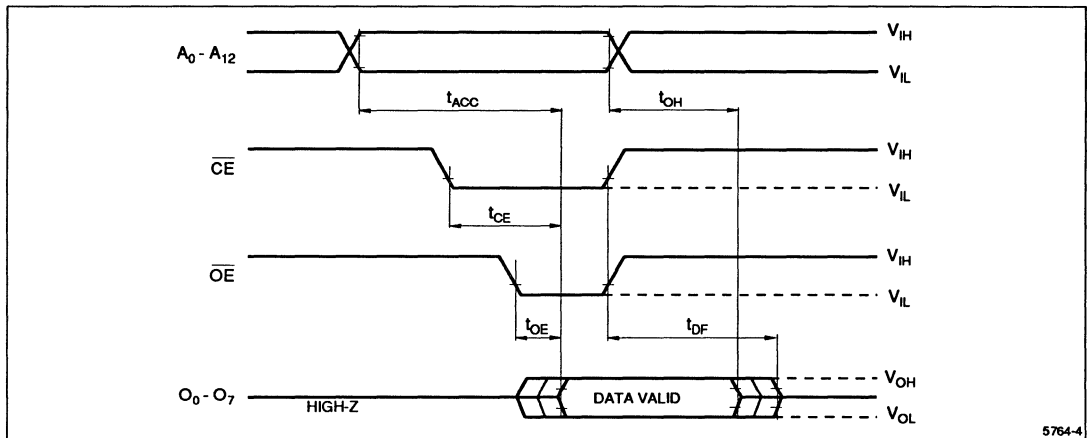 A0 - A12
VIH
VIL
tACC
tOH
CE
VIH
VIL
tCE
OE
VIH
VIL
tOE
tDF
O0 - O7
HIGH-Z
DATA VALID
VOH
VOL
5764-4